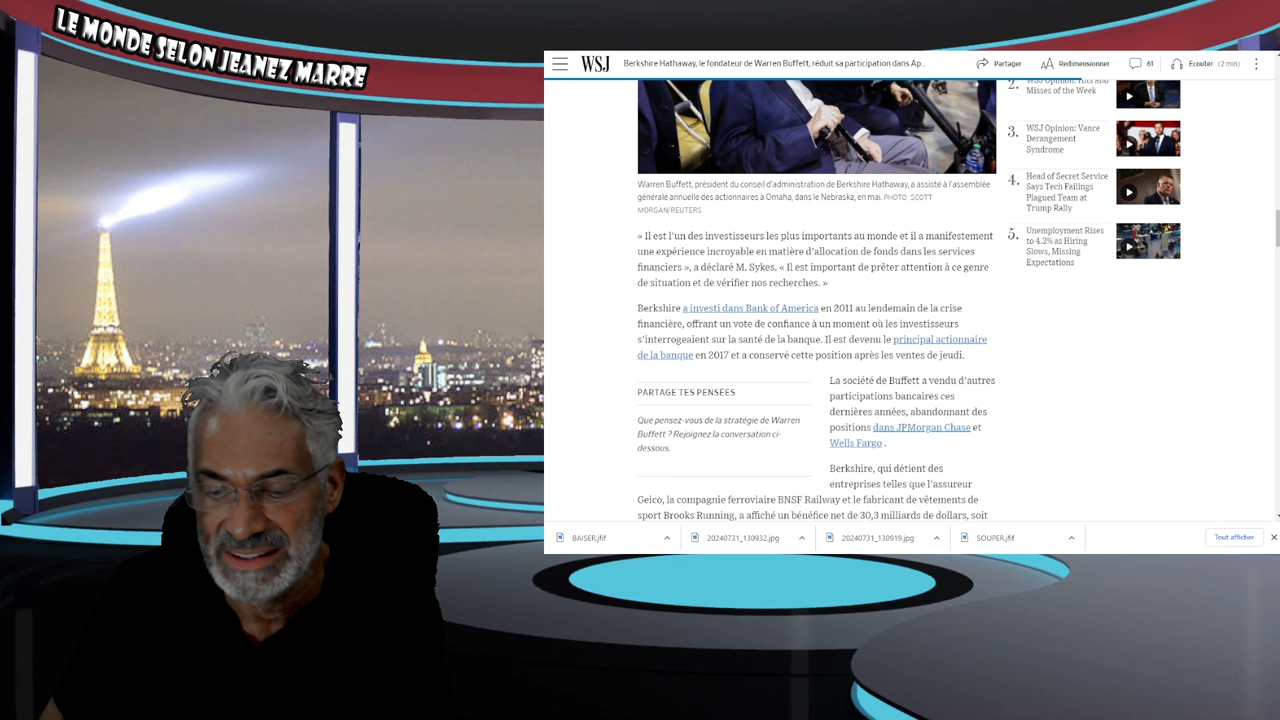 LE MONDE SELON JEANEZ MARRE
WSJ
Berkshire Hathaway, le fondateur de Warren Buffett, réduit sa participation dans Ap...
Partager
Redimensionner
61
Ecouter (2 min)
2. WSJ Opinion: Hits and
Misses of the Week
3. WSJ Opinion: Vance
Derangement
Syndrome
4. Head of Secret Service
Says Tech Failings
Plagued Team at
Trump Rally
5. Unemployment Rises
to 4.3% as Hiring
Slows, Missing
Expectations
Warren Buffett, président du conseil d'administration de Berkshire Hathaway, a assisté à l'assemblée
générale annuelle des actionnaires à Omaha, dans le Nebraska, en mai. PHOTO : SCOTT
MORGAN/REUTERS
« Il est l'un des investisseurs les plus importants au monde et il a manifestement
une expérience incroyable en matière d'allocation de fonds dans les services
financiers », a déclaré M. Sykes. « Il est important de prêter attention à ce genre
de situation et de vérifier nos recherches. »
Berkshire a investi dans Bank of America en 2011 au lendemain de la crise
financière, offrant un vote de confiance à un moment où les investisseurs
s'interrogeaient sur la santé de la banque. Il est devenu le principal actionnaire
de la banque en 2017 et a conservé cette position après les ventes de jeudi.
PARTAGE TES PENSÉES
Que pensez-vous de la stratégie de Warren
Buffett ? Rejoignez la conversation ci-
dessous.
La société de Buffett a vendu d'autres
participations bancaires ces
dernières années, abandonnant des
positions dans JPMorgan Chase et
Wells Fargo .
Berkshire, qui détient des
entreprises telles que l'assureur
Geico, la compagnie ferroviaire BNSF Railway et le fabricant de vêtements de
sport Brooks Running, a affiché un bénéfice net de 30,3 milliards de dollars, soit
BAISER.jfif
20240731_130932.jpg
20240731_130919.jpg
SOUPER.jfif
Tout afficher